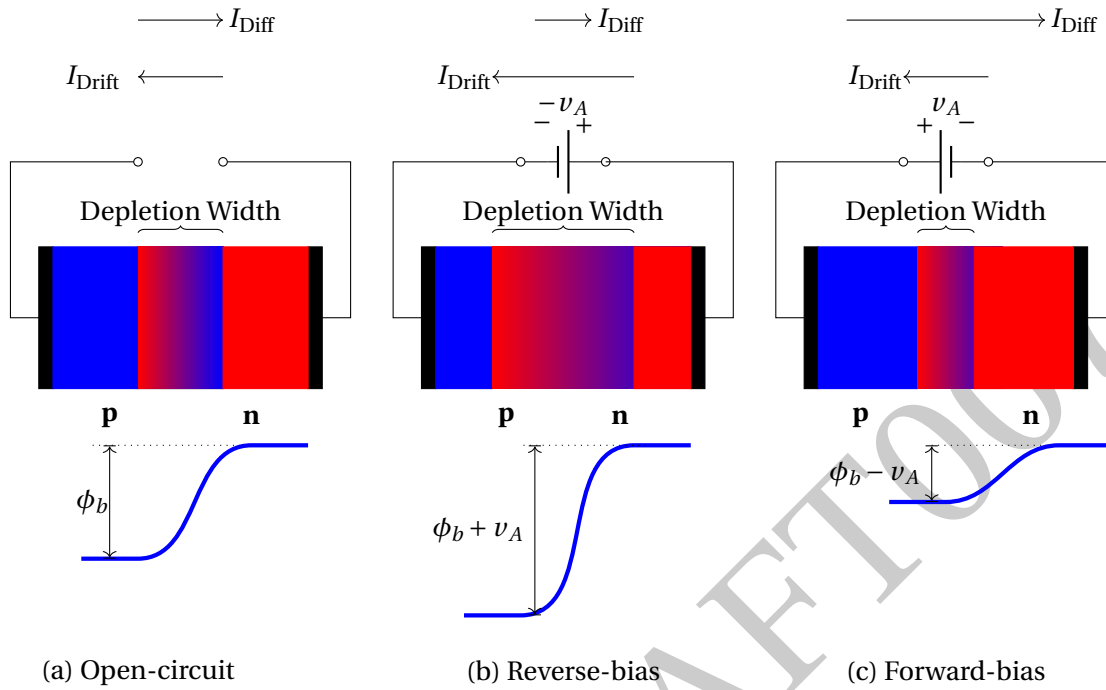 I_Diff I_Diff I_Diff
I_Drift I_Drift I_Drift
−v_A v_A
− + + −
Depletion Width Depletion Width Depletion Width
p n p n p n
ϕ_b ϕ_b + v_A ϕ_b − v_A
(a) Open-circuit (b) Reverse-bias (c) Forward-bias